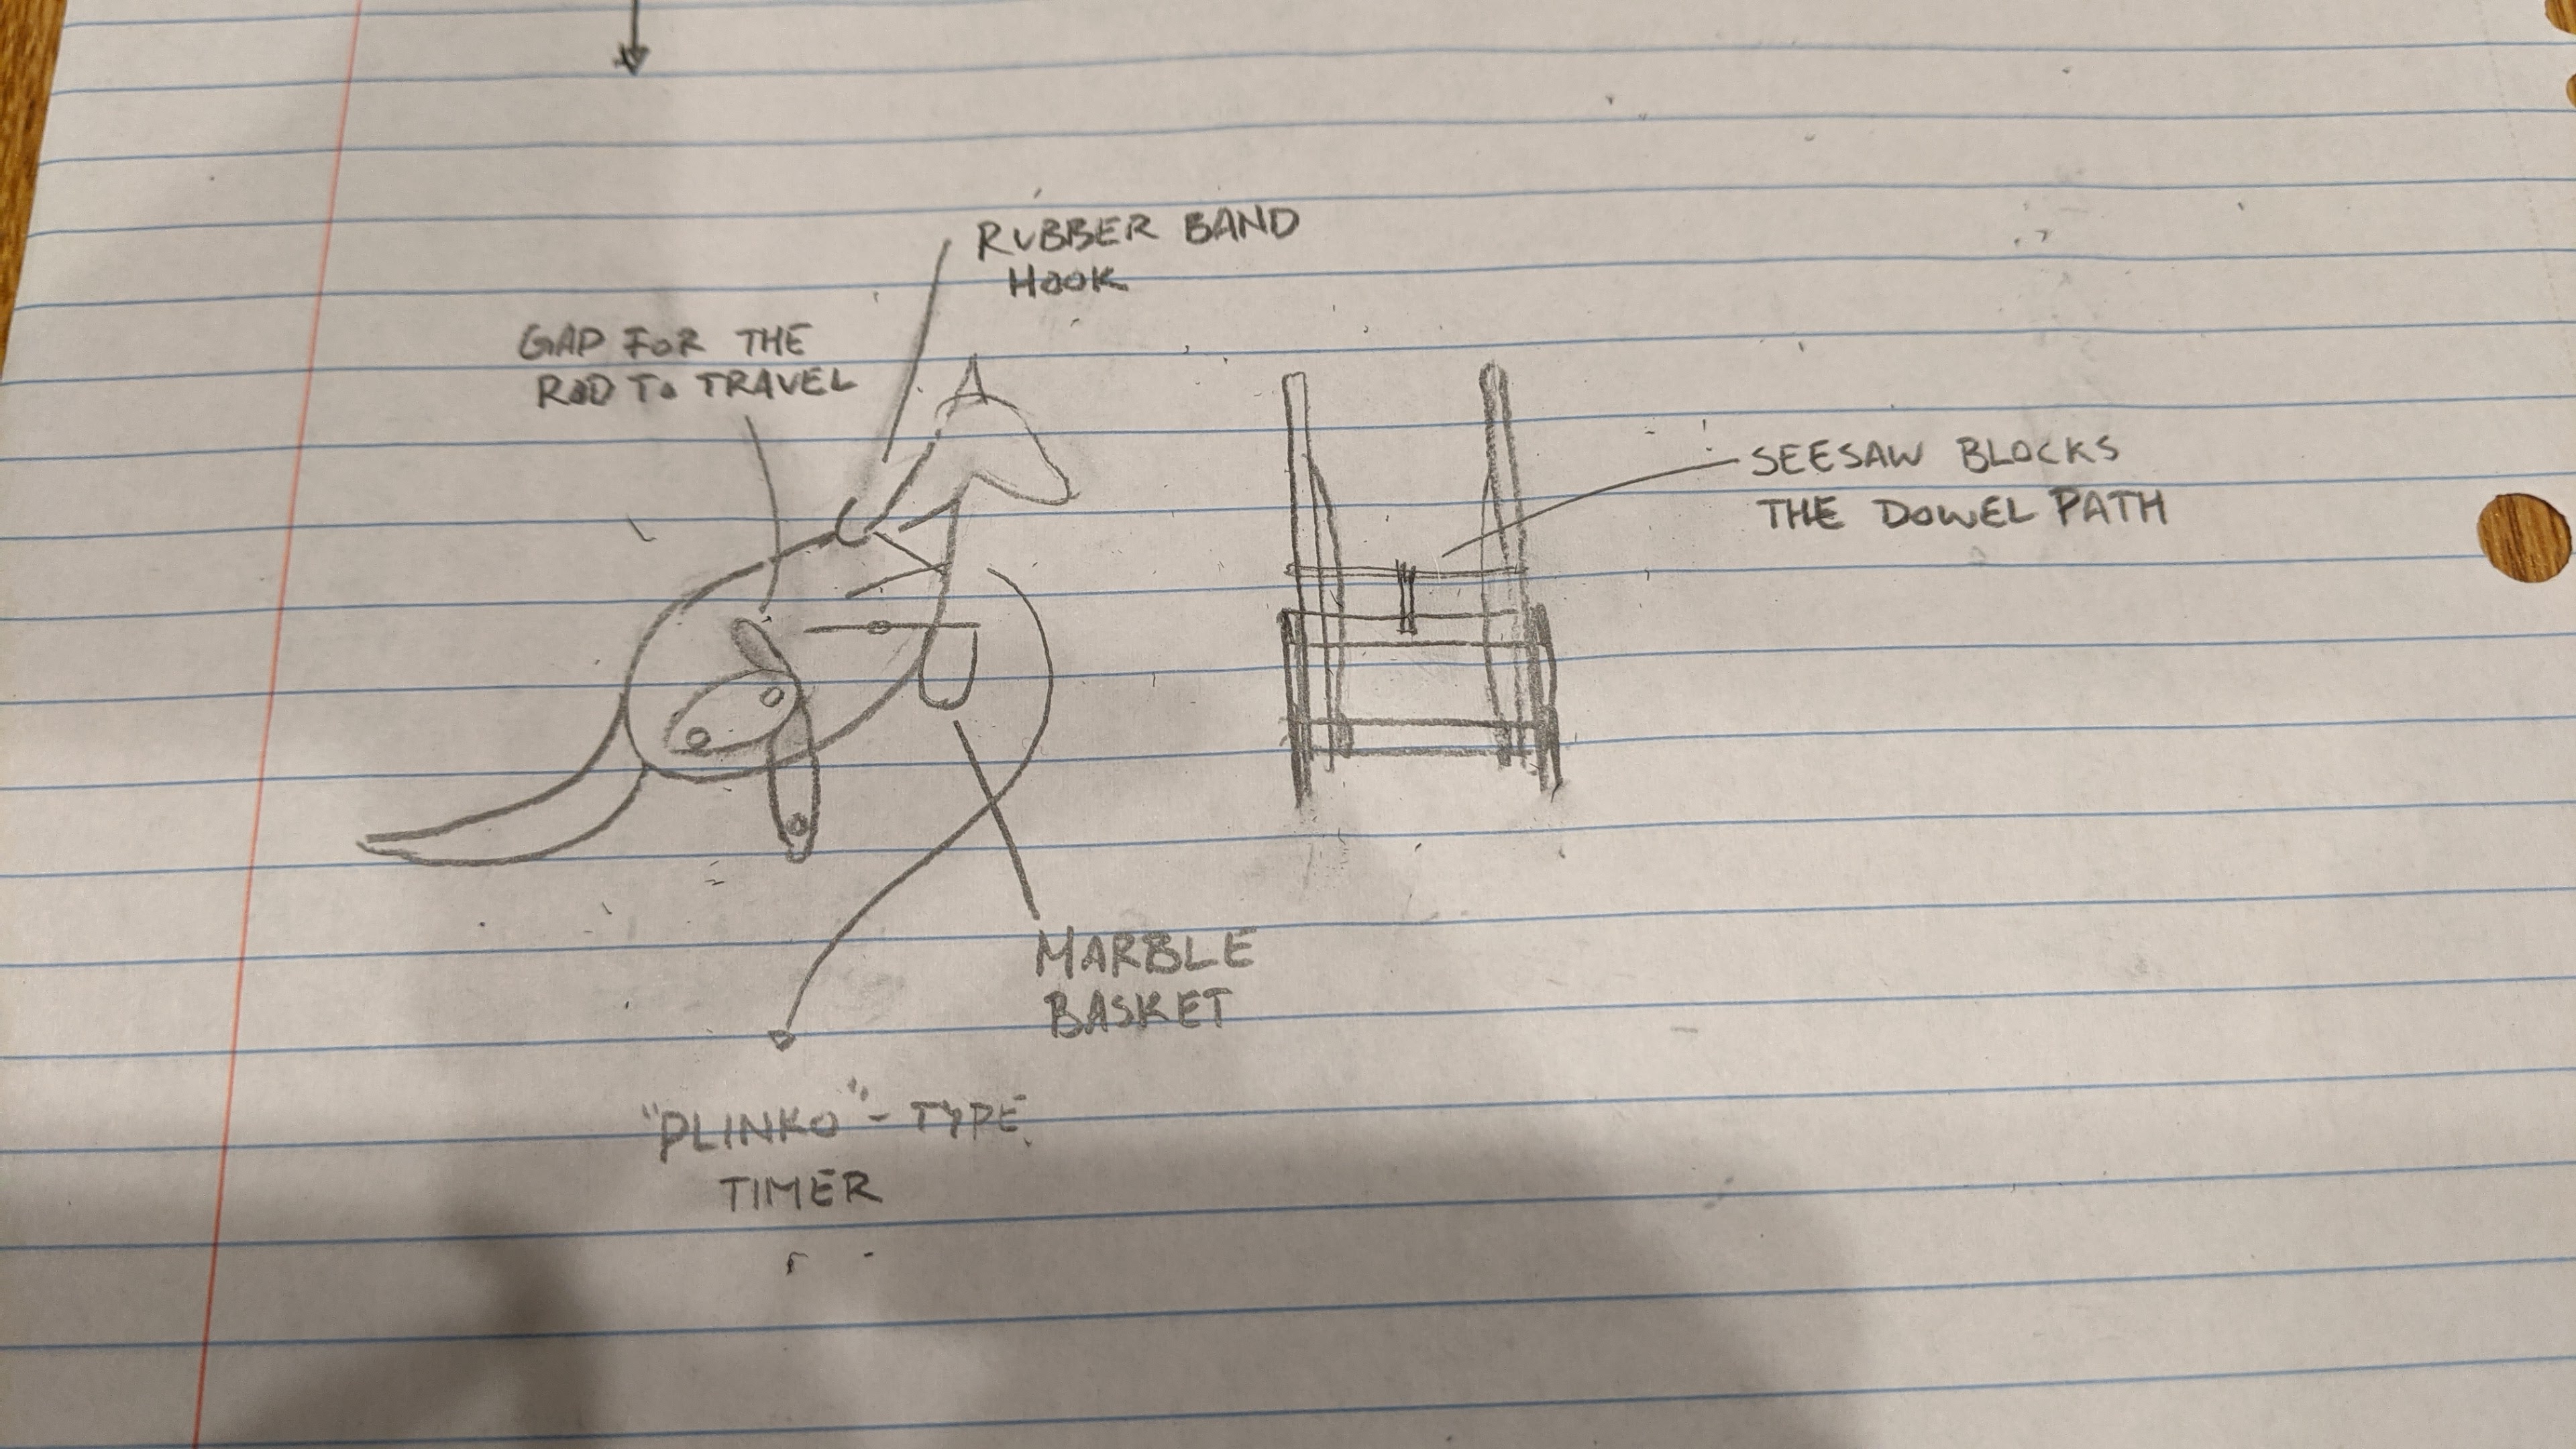 RUBBER BAND
HOOK
GAP FOR THE
ROD TO TRAVEL
SEESAW BLOCKS
THE DOWEL PATH
MARBLE
BASKET
"PLINKO"-TYPE
TIMER